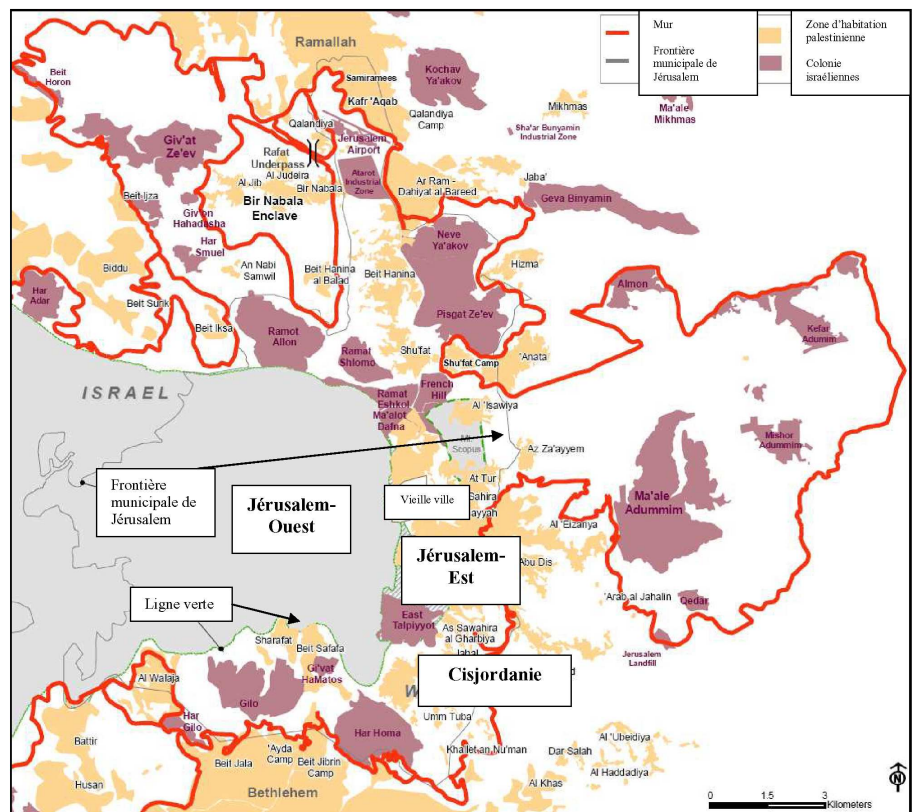 Mur
Frontière
municipale de
Jérusalem
Zone d'habitation
palestinienne
Colonie
israéliennes
Ramallah
Beit
Horon
Samiramees
Kafr 'Aqab
Kochav
Ya'akov
Qalandiya
Camp
Mikhmas
Ma'ale
Mikhmas
Sha'ar Bunyamin
Industrial Zone
Qalandiya
Jerusalem
Airport
Giv'at
Ze'ev
Rafat
Underpass
Al Judeira
Al Jib
Bir Nabala
Atarot
Industrial
Zone
Bir Nabala
Enclave
Ar Ram -
Dahiyat al Bareed
Jaba'
Geva Binyamin
Beit Ijza
Giv'on
Hahadasha
Har
Smuel
Neve
Ya'akov
Biddu
An Nabi
Samwil
Beit Hanina
al Balad
Beit Hanina
Hizma
Har
Adar
Beit Surik
Almon
Beit Iksa
Ramot
Allon
Pisgat Ze'ev
Kefar
Adumim
Ramat
Shlomo
Shu'fat
Shu'fat Camp
'Anata
ISRAEL
Ramat
Eshkol
Ma'alot
Dafna
French
Hill
Al 'Isawiya
Mt.
Scopus
Az Za'ayyem
Mishor
Adummim
Frontière
municipale de
Jérusalem
Jérusalem-
Ouest
Vieille ville
At Tur
Sahira
ayyah
Ma'ale
Adummim
Al 'Eizariya
Jérusalem-
Est
Abu Dis
Ligne verte
'Arab al Jahalin
Qedar
East
Talpiyyot
As Sawahira
al Gharbiya
Jabal
Sharafat
Beit Safafa
Jerusalem
Landfill
Al Walaja
Gi'vat
HaMatos
Cisjordanie
d
W
Gilo
Har
Gilo
Har Homa
Umm Tuba
Battir
Khallet an Nu'man
Al 'Ubeidiya
Dar Salah
Al Haddadiya
Beit Jala
'Ayda
Camp
Beit Jibrin
Camp
Husan
Al Khas
Bethlehem
N
0 1.5 3
Kilometers